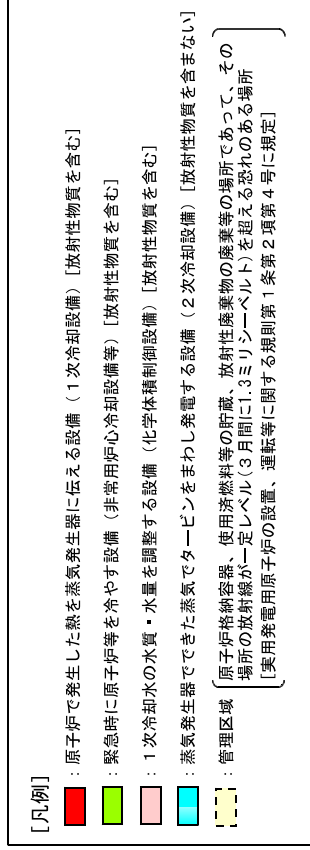 [凡例]
：原子炉で発生した熱を蒸気発生器に伝える設備（１次冷却設備）[放射性物質を含む]
：緊急時に原子炉等を冷やす設備（非常用炉心冷却設備等）[放射性物質を含む]
：１次冷却水の水質・水量を調整する設備（化学体積制御設備）[放射性物質を含む]
：蒸気発生器でできた蒸気でタービンをまわし発電する設備（２次冷却設備）[放射性物質を含まない]
：管理区域 原子炉格納容器、使用済燃料等の貯蔵、放射性廃棄物の廃棄等の場所であって、その
場所の放射線が一定レベル(３月間に1.3ミリシーベルト)を超える恐れのある場所
[実用発電用原子炉の設置、運転等に関する規則第１条第２項第４号に規定]